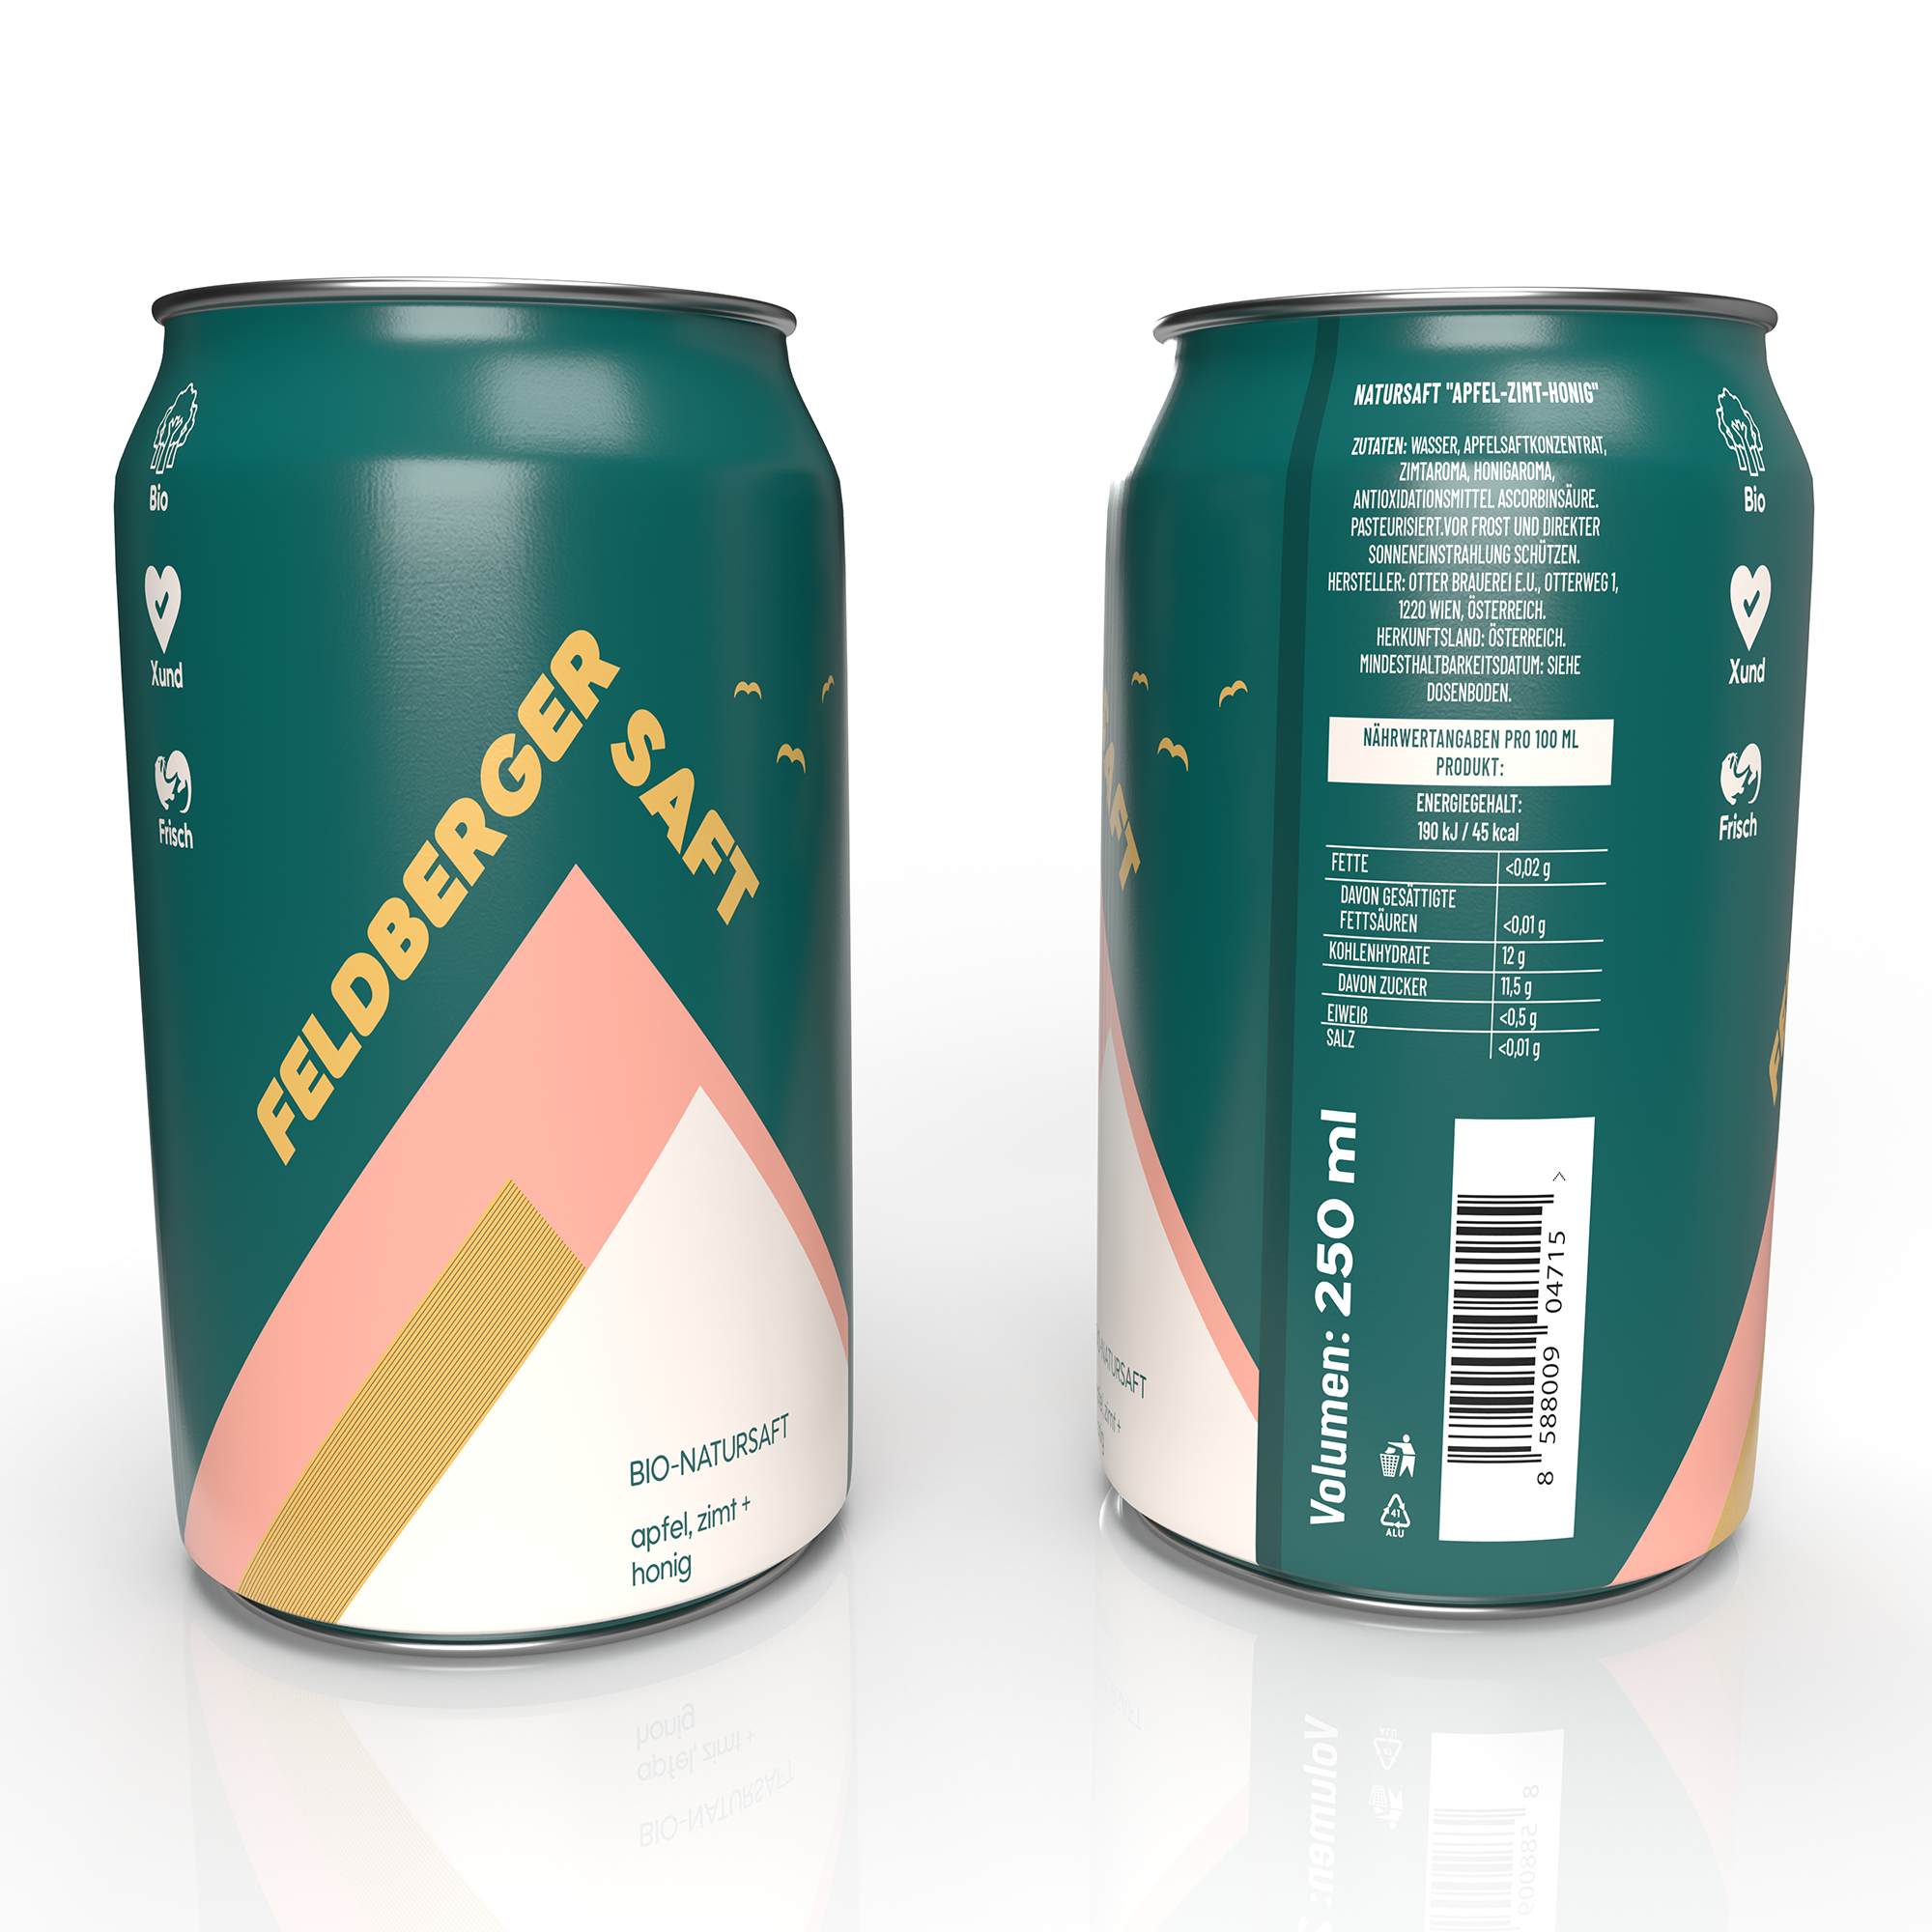 Bio
Xund
Frisch
FELDBERGER
SAFT
BIO-NATURSAFT
apfel, zimt +
honig
NATURSAFT "APFEL-ZIMT-HONIG"
ZUTATEN: WASSER, APFELSAFTKONZENTRAT,
ZIMTAROMA, HONIGAROMA,
ANTIOXIDATIONSMITTEL ASCORBINSÄURE.
PASTEURISIERT.VOR FROST UND DIREKTER
SONNENEINSTRAHLUNG SCHÜTZEN.
HERSTELLER: OTTER BRAUEREI E.U., OTTERWEG 1,
1220 WIEN, ÖSTERREICH.
HERKUNFTSLAND: ÖSTERREICH.
MINDESTHALTBARKEITSDATUM: SIEHE
DOSENBODEN.
NÄHRWERTANGABEN PRO 100 ML
PRODUKT:
ENERGIEGEHALT:
190 kJ / 45 kcal
FETTE <0,02 g
DAVON GESÄTTIGTE
FETTSÄUREN <0,01 g
KOHLENHYDRATE 12 g
DAVON ZUCKER 11,5 g
EIWEIß <0,5 g
SALZ <0,01 g
Volumen: 250 ml
41
ALU
8 588009 04715 >
Bio
Xund
Frisch